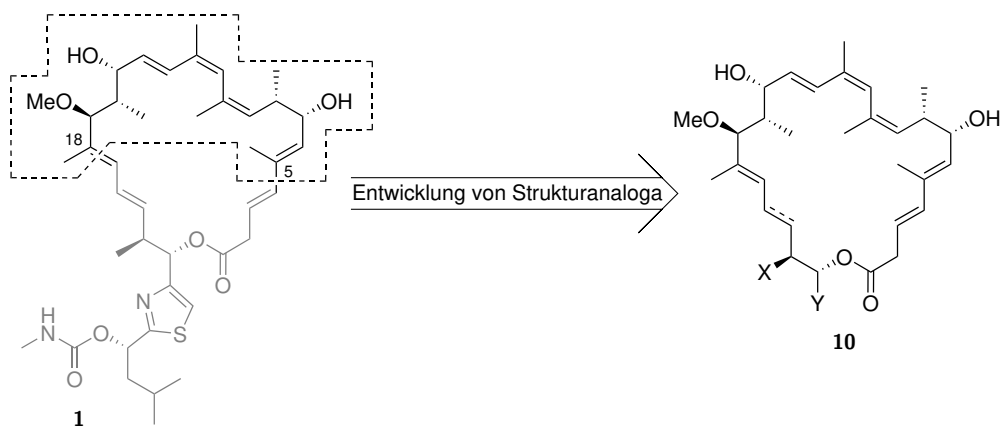 HO
MeO
OH
18
5
O
O
N
S
H
N
O
O
1
Entwicklung von Strukturanaloga
HO
MeO
OH
X
O
Y
O
10